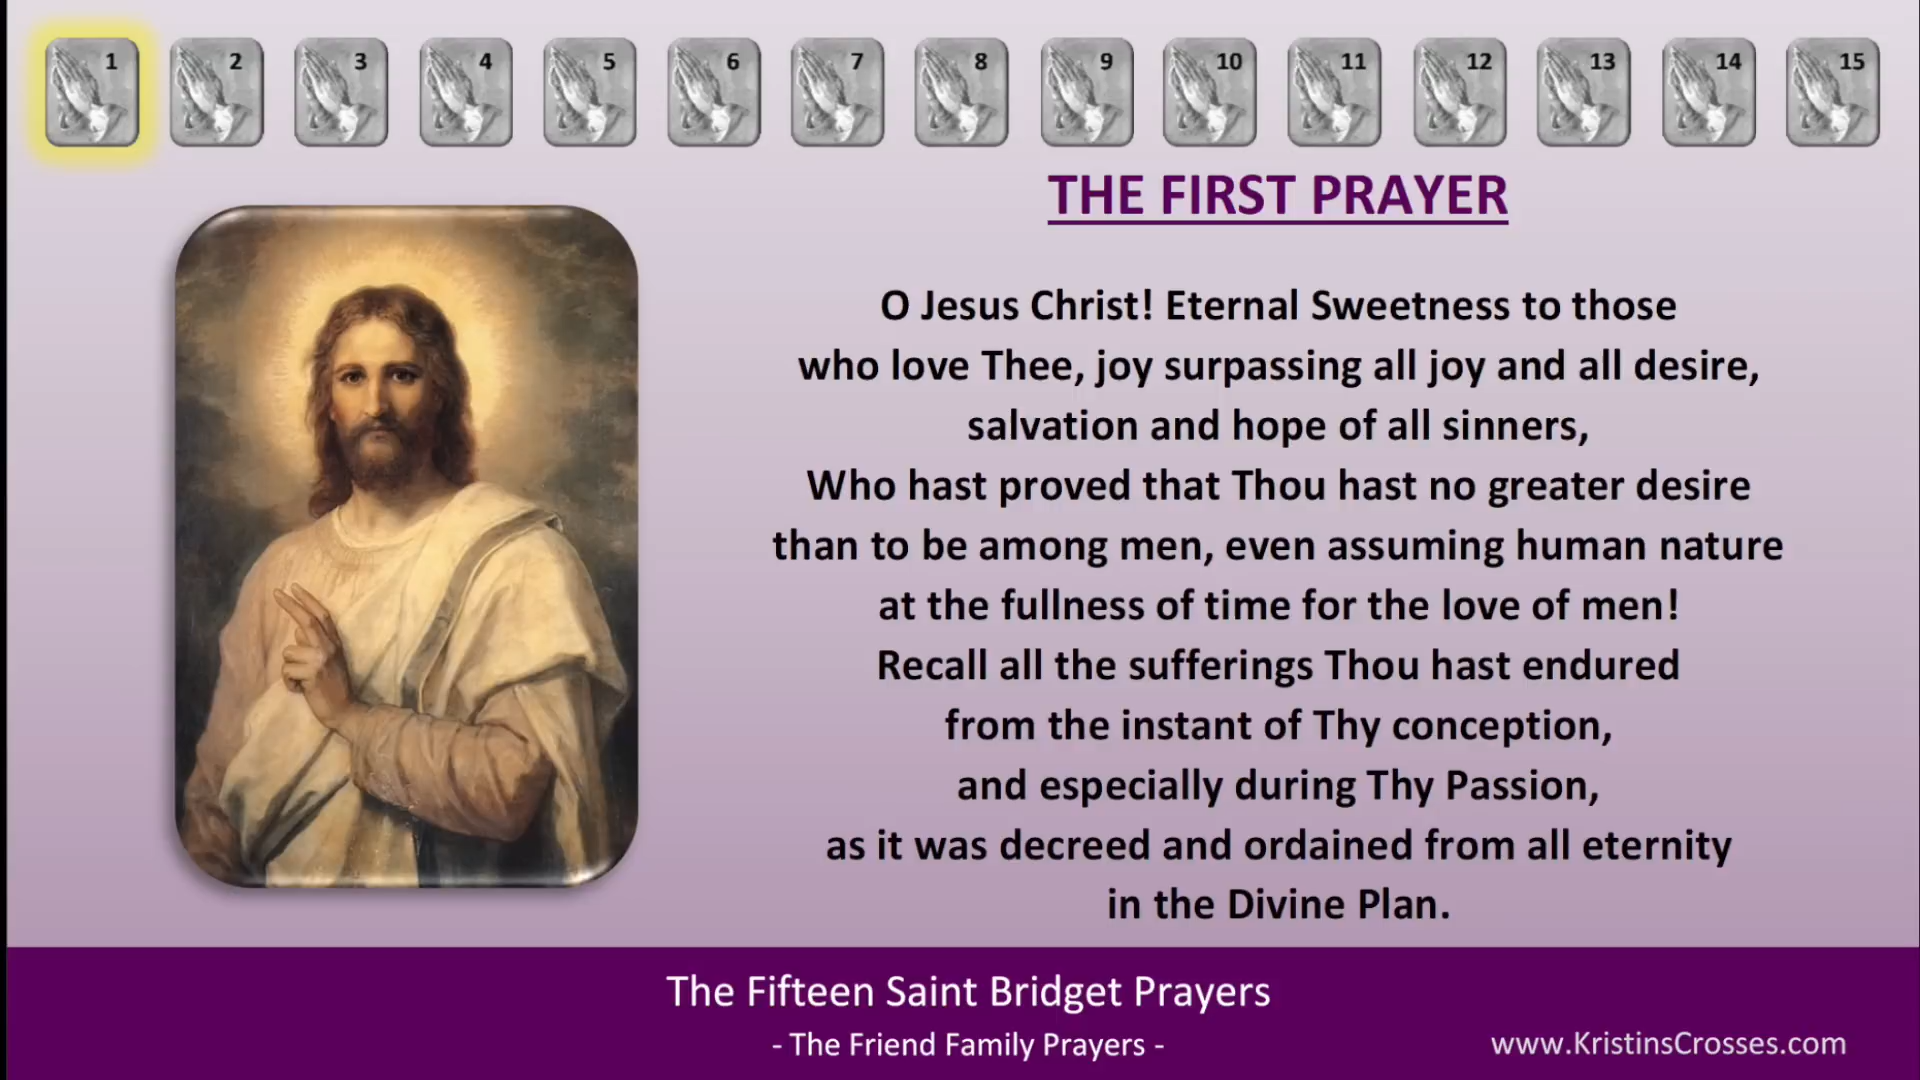 1 2 3 4 5 6 7 8 9 10 11 12 13 14 15
THE FIRST PRAYER
O Jesus Christ! Eternal Sweetness to those
who love Thee, joy surpassing all joy and all desire,
salvation and hope of all sinners,
Who hast proved that Thou hast no greater desire
than to be among men, even assuming human nature
at the fullness of time for the love of men!
Recall all the sufferings Thou hast endured
from the instant of Thy conception,
and especially during Thy Passion,
as it was decreed and ordained from all eternity
in the Divine Plan.
The Fifteen Saint Bridget Prayers
- The Friend Family Prayers -
www.KristinsCrosses.com